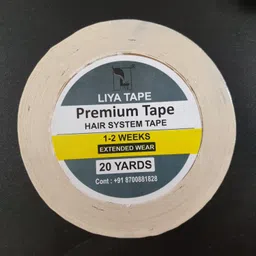 LIYA TAPE
Premium Tape
HAIR SYSTEM TAPE
1-2 WEEKS
EXTENDED WEAR
20 YARDS
Cont : +91 8700881828